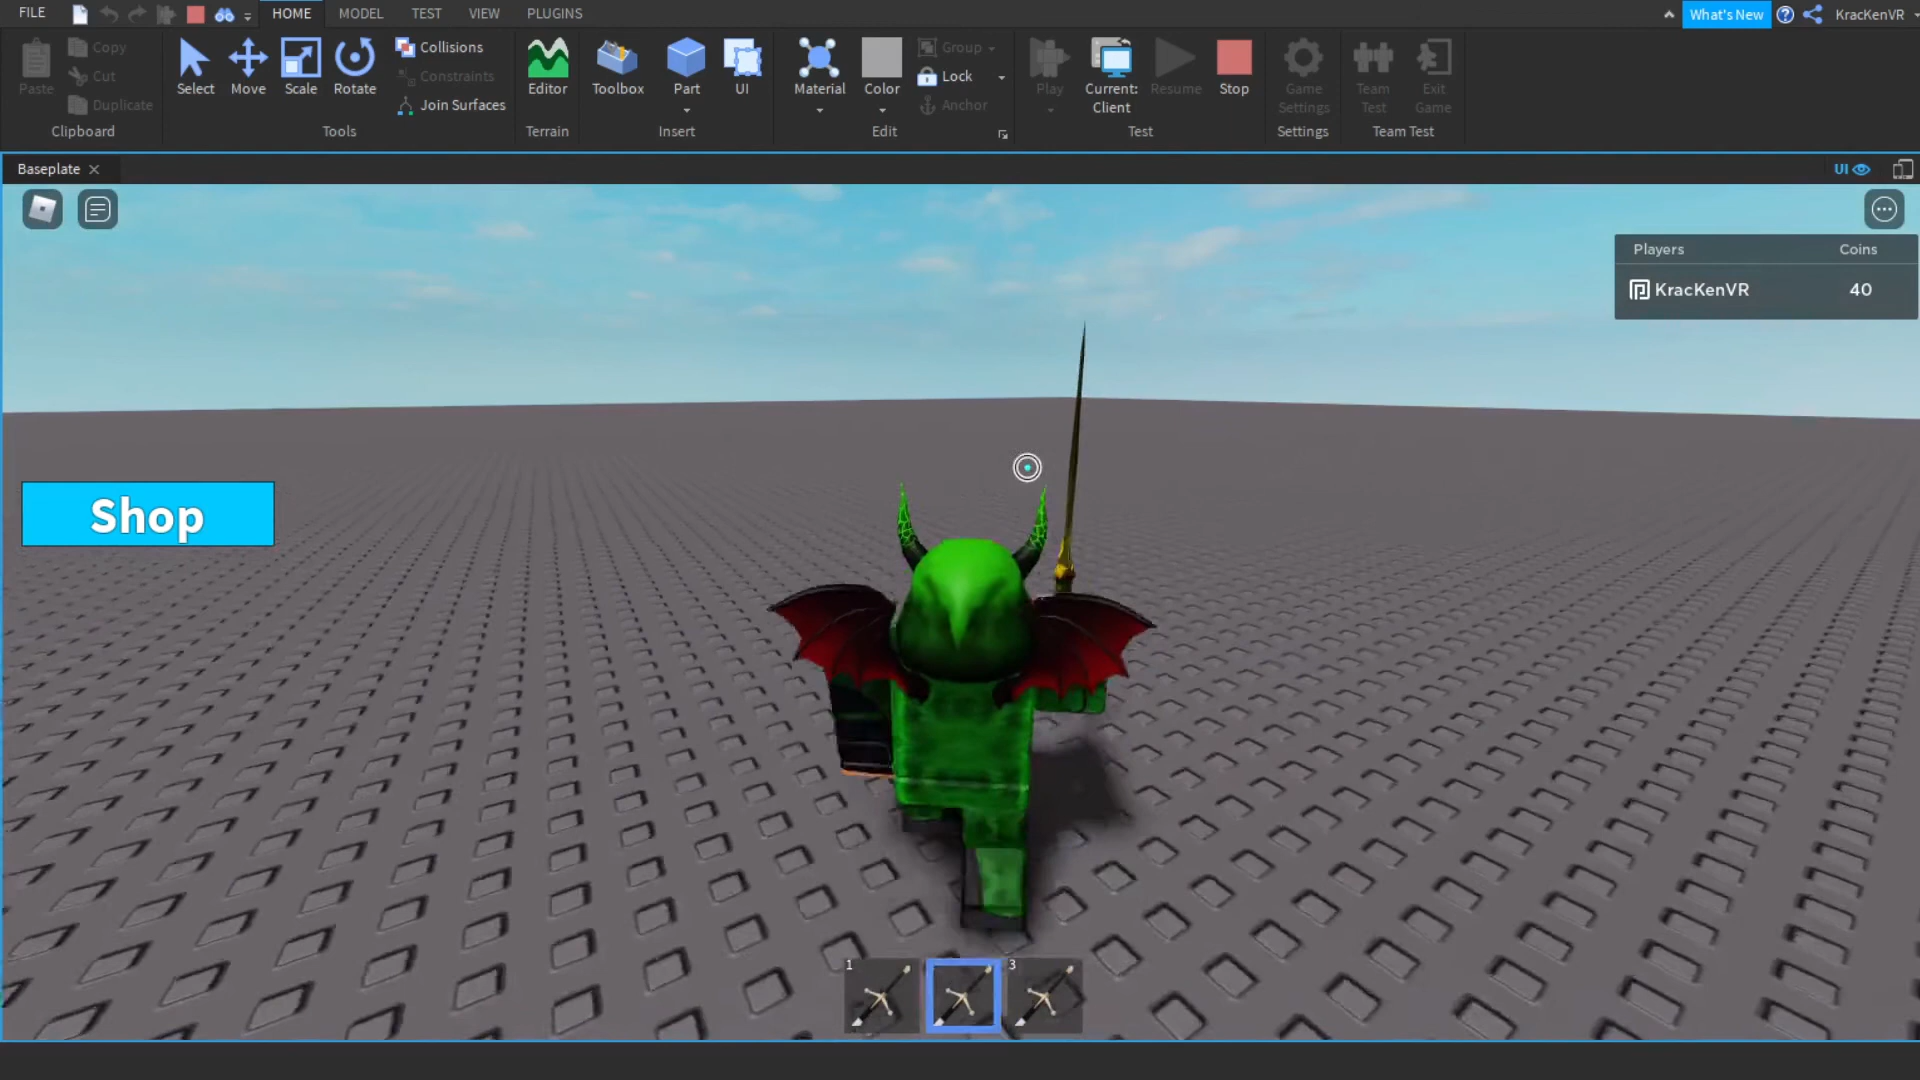 FILE HOME MODEL TEST VIEW PLUGINS What's New KracKenVR
Paste Copy Cut Duplicate
Clipboard
Select Move Scale Rotate Collisions Constraints Join Surfaces
Tools
Editor
Terrain
Toolbox Part UI
Insert
Material Color Group Lock Anchor
Edit
Play Current: Client Resume Stop
Test
Game Settings
Settings
Team Test Exit Game
Team Test
Baseplate UI
Players Coins
KracKenVR 40
Shop
1 3